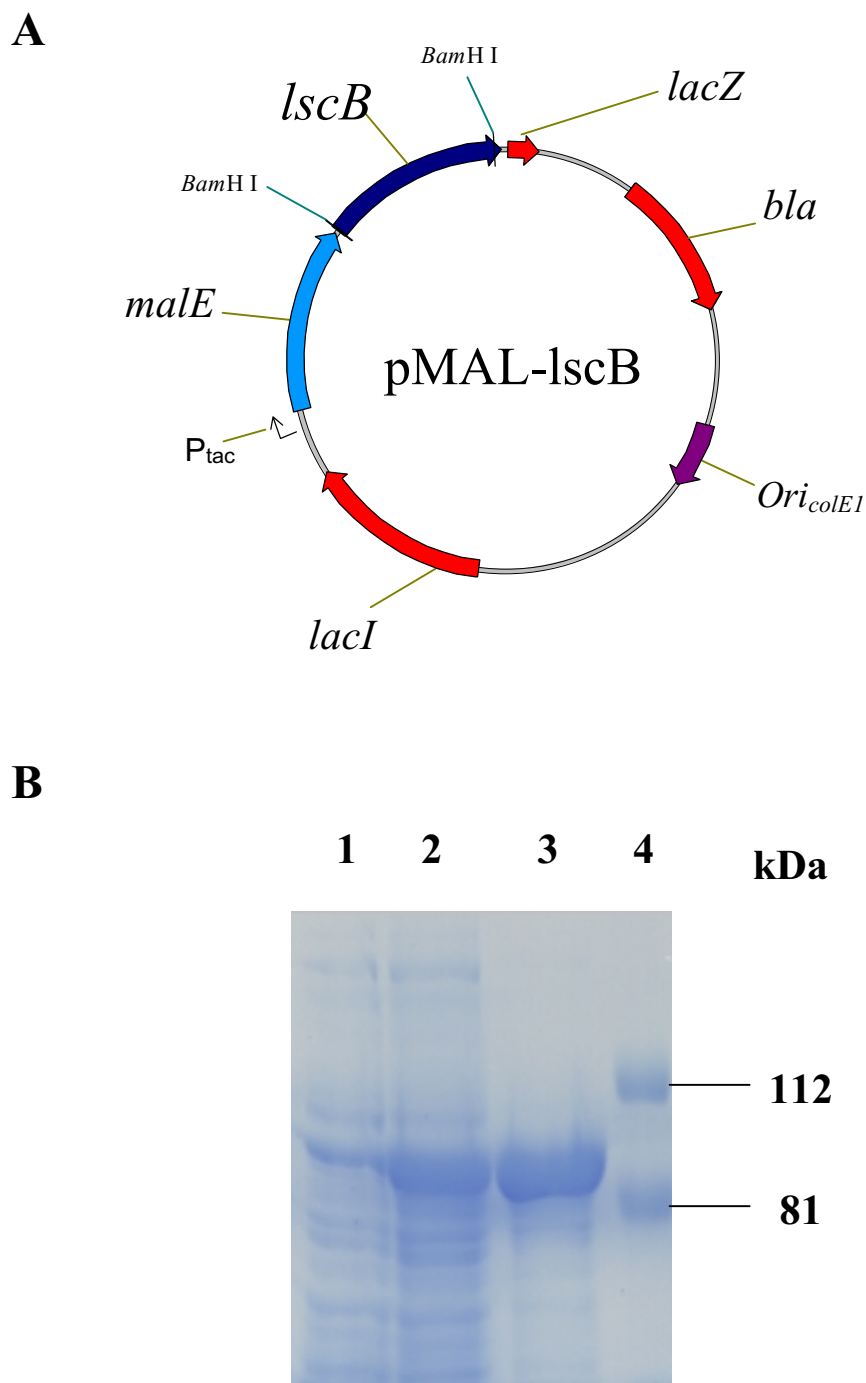 A
BamH I
lscB
lacZ
BamH I
bla
malE
pMAL-lscB
Ptac
OricolE1
lacI
B
1 2 3 4 kDa
112
81